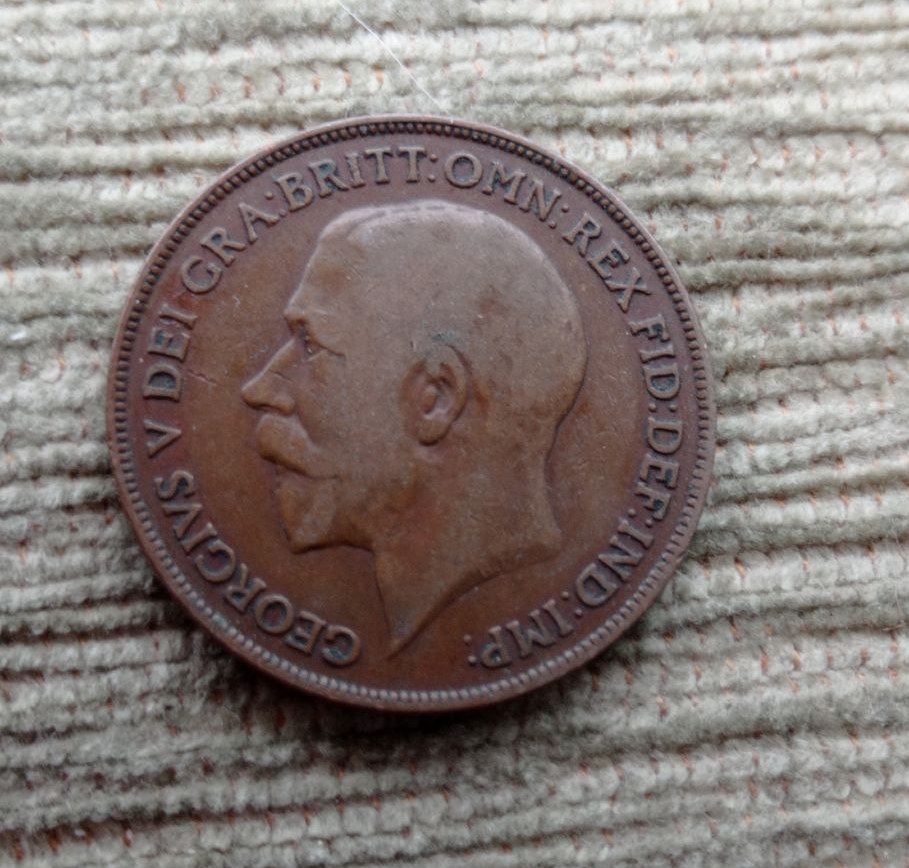 GEORGIVS V DEI GRA:BRITT:OMN:REX FID:DEF:IND:IMP: